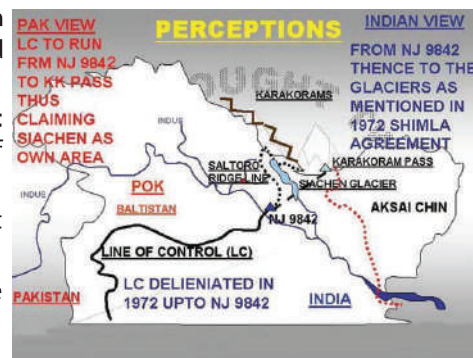 PERCEPTIONS
PAK VIEW
LC TO RUN
FRM NJ 9842
TO KK PASS
THUS
CLAIMING
SIACHEN AS
OWN AREA
INDIAN VIEW
FROM NJ 9842
THENCE TO THE
GLACIERS AS
MENTIONED IN
1972 SHIMLA
AGREEMENT
KARAKORAMS
INDUS
SALTORO
RIDGE LINE
KARAKORAM PASS
SIACHEN GLACIER
INDUS
POK
BALTISTAN
AKSAI CHIN
NJ 9842
LINE OF CONTROL (LC)
LC DELIENIATED IN
1972 UPTO NJ 9842
PAKISTAN
INDIA